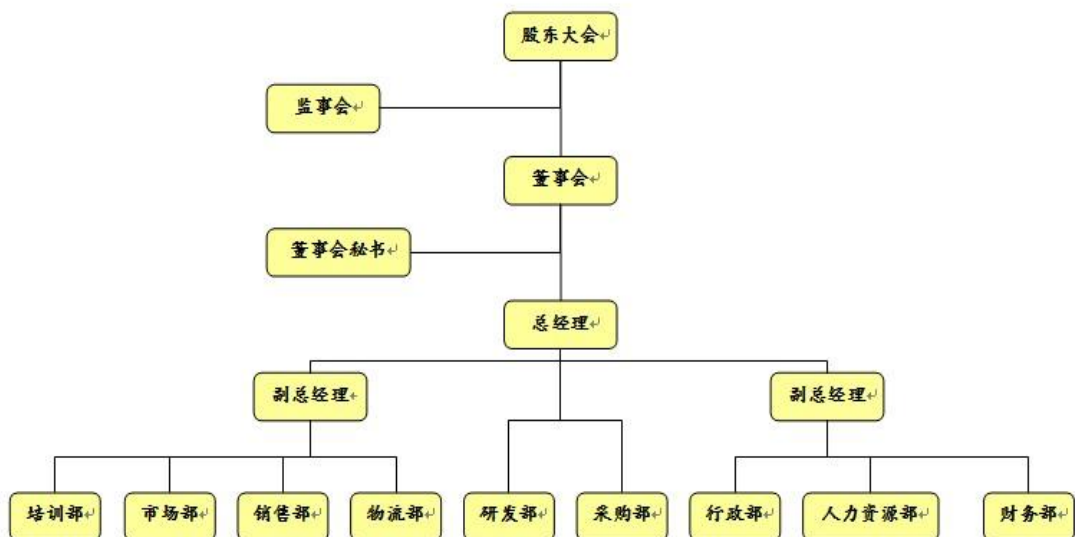 股东大会
监事会
董事会
董事会秘书
总经理
副总经理
副总经理
培训部
市场部
销售部
物流部
研发部
采购部
行政部
人力资源部
财务部